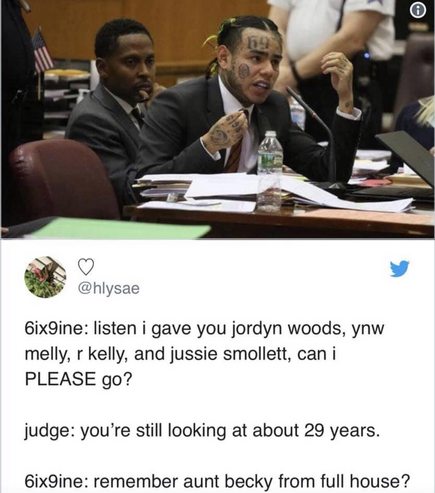 69
@hlysae
6ix9ine: listen i gave you jordyn woods, ynw
melly, r kelly, and jussie smollett, can i
PLEASE go?
judge: you’re still looking at about 29 years.
6ix9ine: remember aunt becky from full house?